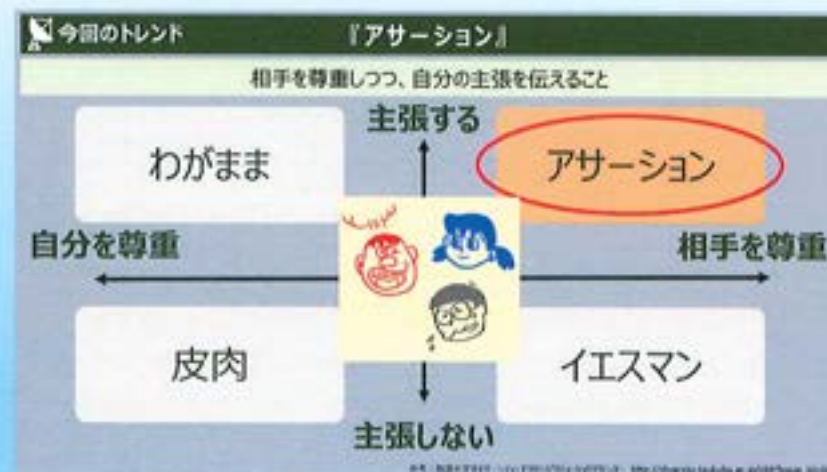 今回のトレンド
『アサーション』
相手を尊重しつつ、自分の主張を伝えること
主張する
わがまま
アサーション
自分を尊重
相手を尊重
皮肉
イエスマン
主張しない